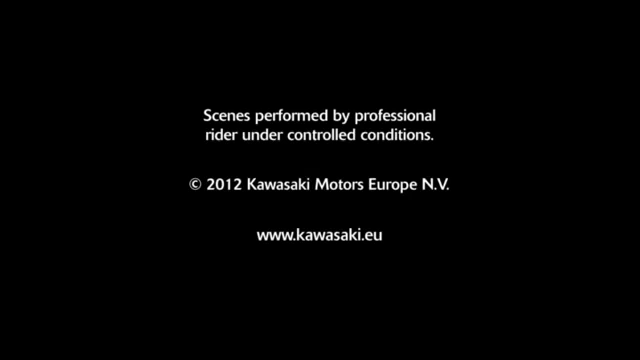 Scenes performed by professional
rider under controlled conditions.
© 2012 Kawasaki Motors Europe N.V.
www.kawasaki.eu